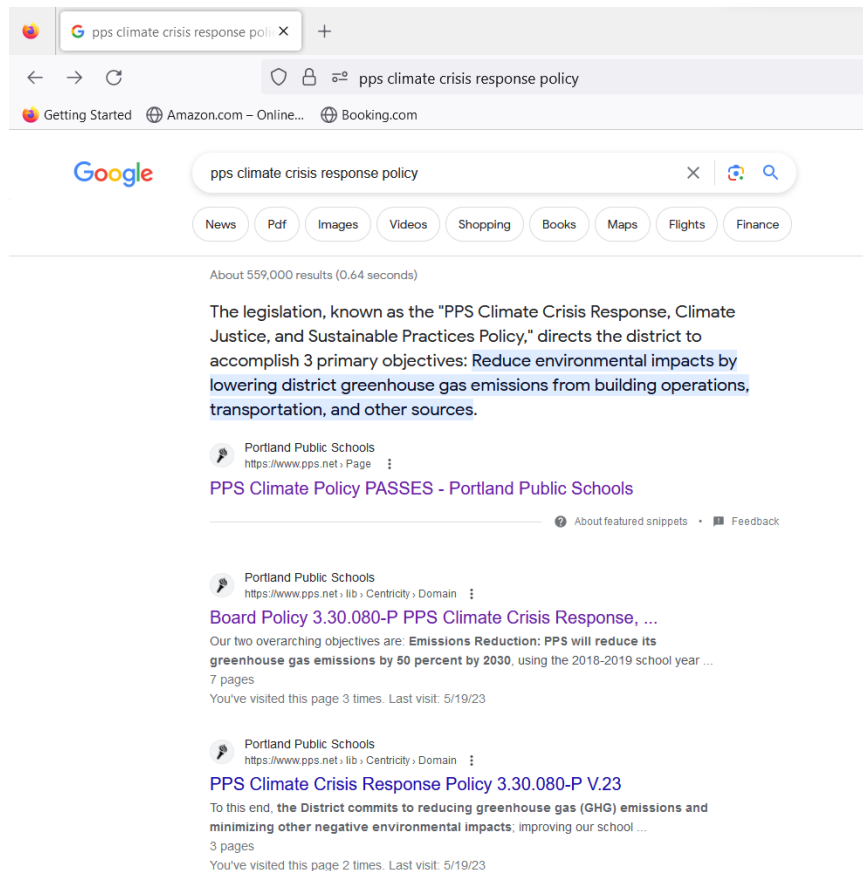 pps climate crisis response poli
pps climate crisis response policy
Getting Started Amazon.com – Online... Booking.com
Google pps climate crisis response policy
News Pdf Images Videos Shopping Books Maps Flights Finance
About 559,000 results (0.64 seconds)
The legislation, known as the "PPS Climate Crisis Response, Climate
Justice, and Sustainable Practices Policy," directs the district to
accomplish 3 primary objectives: Reduce environmental impacts by
lowering district greenhouse gas emissions from building operations,
transportation, and other sources.
Portland Public Schools
https://www.pps.net › Page
PPS Climate Policy PASSES - Portland Public Schools
About featured snippets • Feedback
Portland Public Schools
https://www.pps.net › lib › Centricity › Domain
Board Policy 3.30.080-P PPS Climate Crisis Response, ...
Our two overarching objectives are: Emissions Reduction: PPS will reduce its
greenhouse gas emissions by 50 percent by 2030, using the 2018-2019 school year ...
7 pages
You've visited this page 3 times. Last visit: 5/19/23
Portland Public Schools
https://www.pps.net › lib › Centricity › Domain
PPS Climate Crisis Response Policy 3.30.080-P V.23
To this end, the District commits to reducing greenhouse gas (GHG) emissions and
minimizing other negative environmental impacts; improving our school ...
3 pages
You've visited this page 2 times. Last visit: 5/19/23